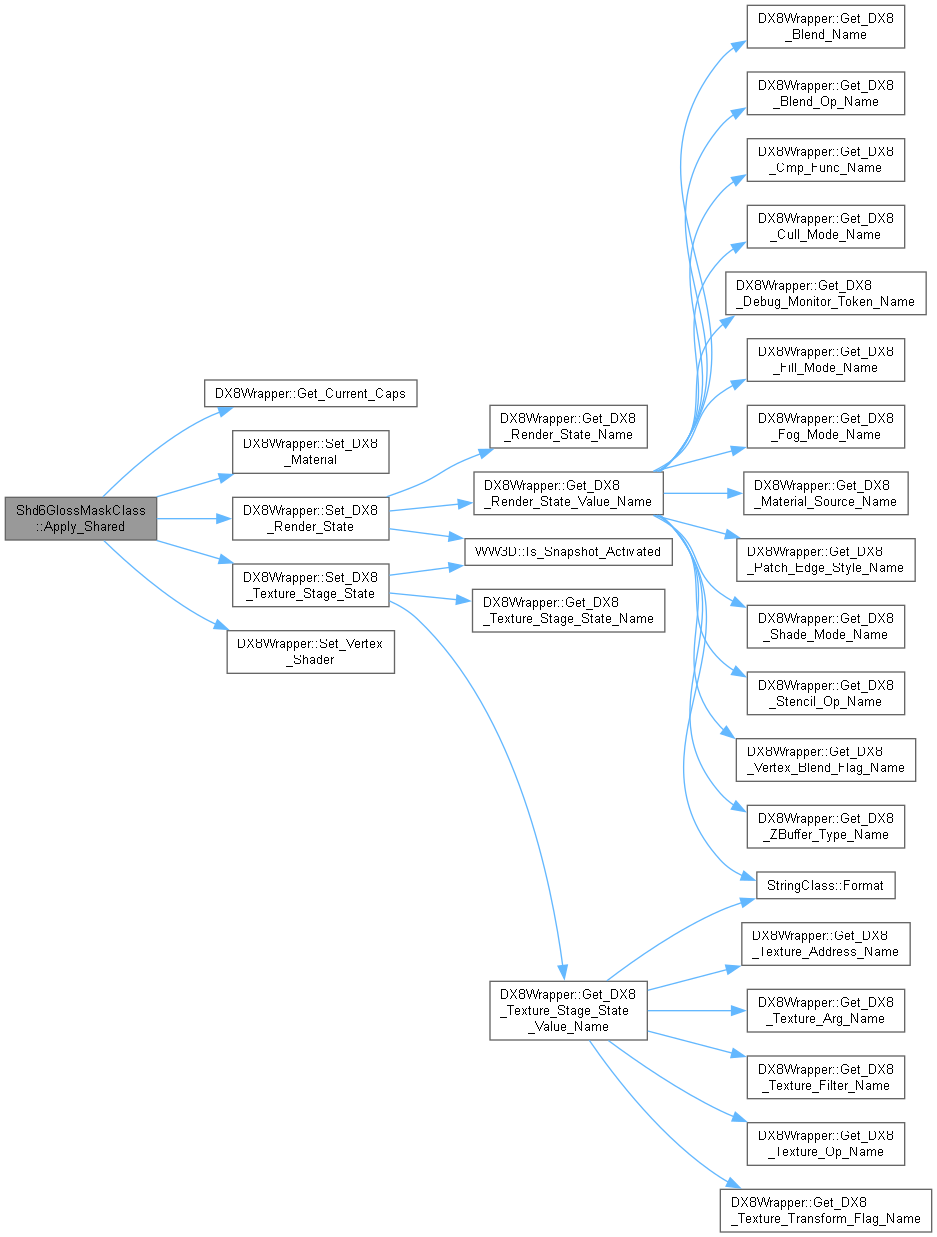 Shd6GlossMaskClass
::Apply_Shared
DX8Wrapper::Get_Current_Caps
DX8Wrapper::Set_DX8
_Material
DX8Wrapper::Set_DX8
_Render_State
DX8Wrapper::Set_DX8
_Texture_Stage_State
DX8Wrapper::Set_Vertex
_Shader
DX8Wrapper::Get_DX8
_Render_State_Name
DX8Wrapper::Get_DX8
_Render_State_Value_Name
WW3D::Is_Snapshot_Activated
DX8Wrapper::Get_DX8
_Texture_Stage_State_Name
DX8Wrapper::Get_DX8
_Texture_Stage_State
_Value_Name
DX8Wrapper::Get_DX8
_Blend_Name
DX8Wrapper::Get_DX8
_Blend_Op_Name
DX8Wrapper::Get_DX8
_Cmp_Func_Name
DX8Wrapper::Get_DX8
_Cull_Mode_Name
DX8Wrapper::Get_DX8
_Debug_Monitor_Token_Name
DX8Wrapper::Get_DX8
_Fill_Mode_Name
DX8Wrapper::Get_DX8
_Fog_Mode_Name
DX8Wrapper::Get_DX8
_Material_Source_Name
DX8Wrapper::Get_DX8
_Patch_Edge_Style_Name
DX8Wrapper::Get_DX8
_Shade_Mode_Name
DX8Wrapper::Get_DX8
_Stencil_Op_Name
DX8Wrapper::Get_DX8
_Vertex_Blend_Flag_Name
DX8Wrapper::Get_DX8
_ZBuffer_Type_Name
StringClass::Format
DX8Wrapper::Get_DX8
_Texture_Address_Name
DX8Wrapper::Get_DX8
_Texture_Arg_Name
DX8Wrapper::Get_DX8
_Texture_Filter_Name
DX8Wrapper::Get_DX8
_Texture_Op_Name
DX8Wrapper::Get_DX8
_Texture_Transform_Flag_Name